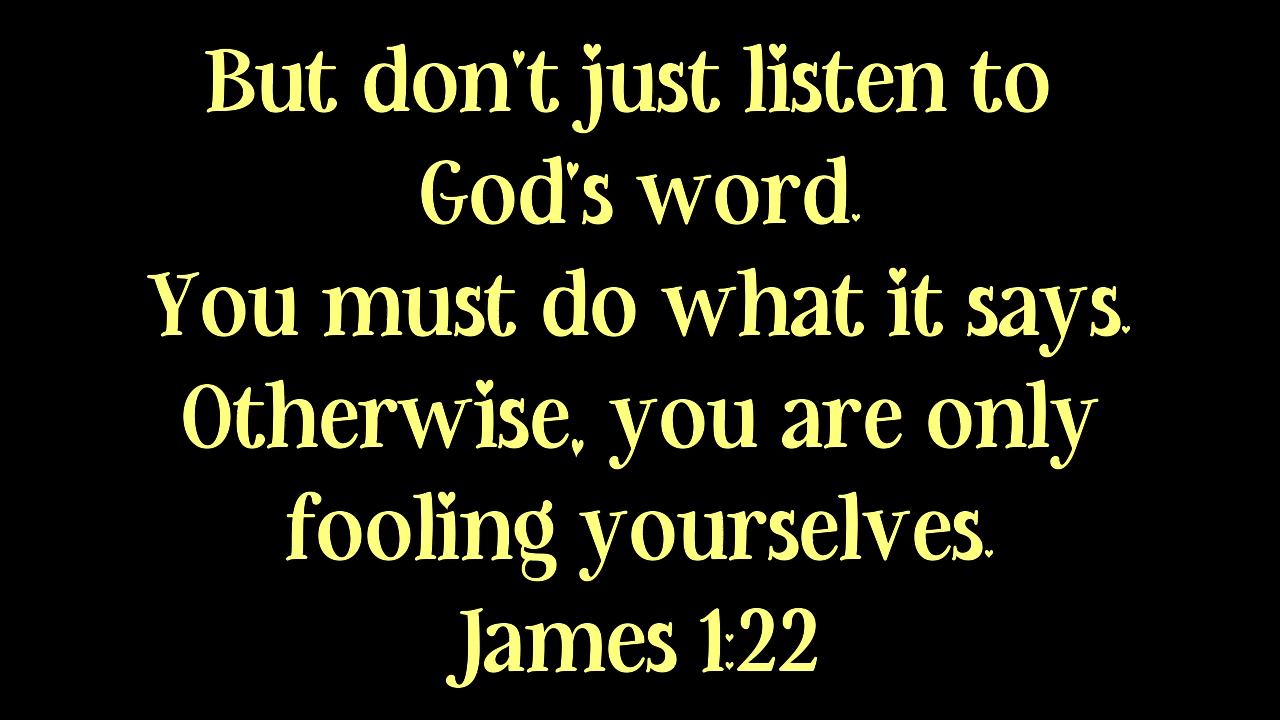 But don't just listen to
God's word.
You must do what it says.
Otherwise, you are only
fooling yourselves.
James 1:22